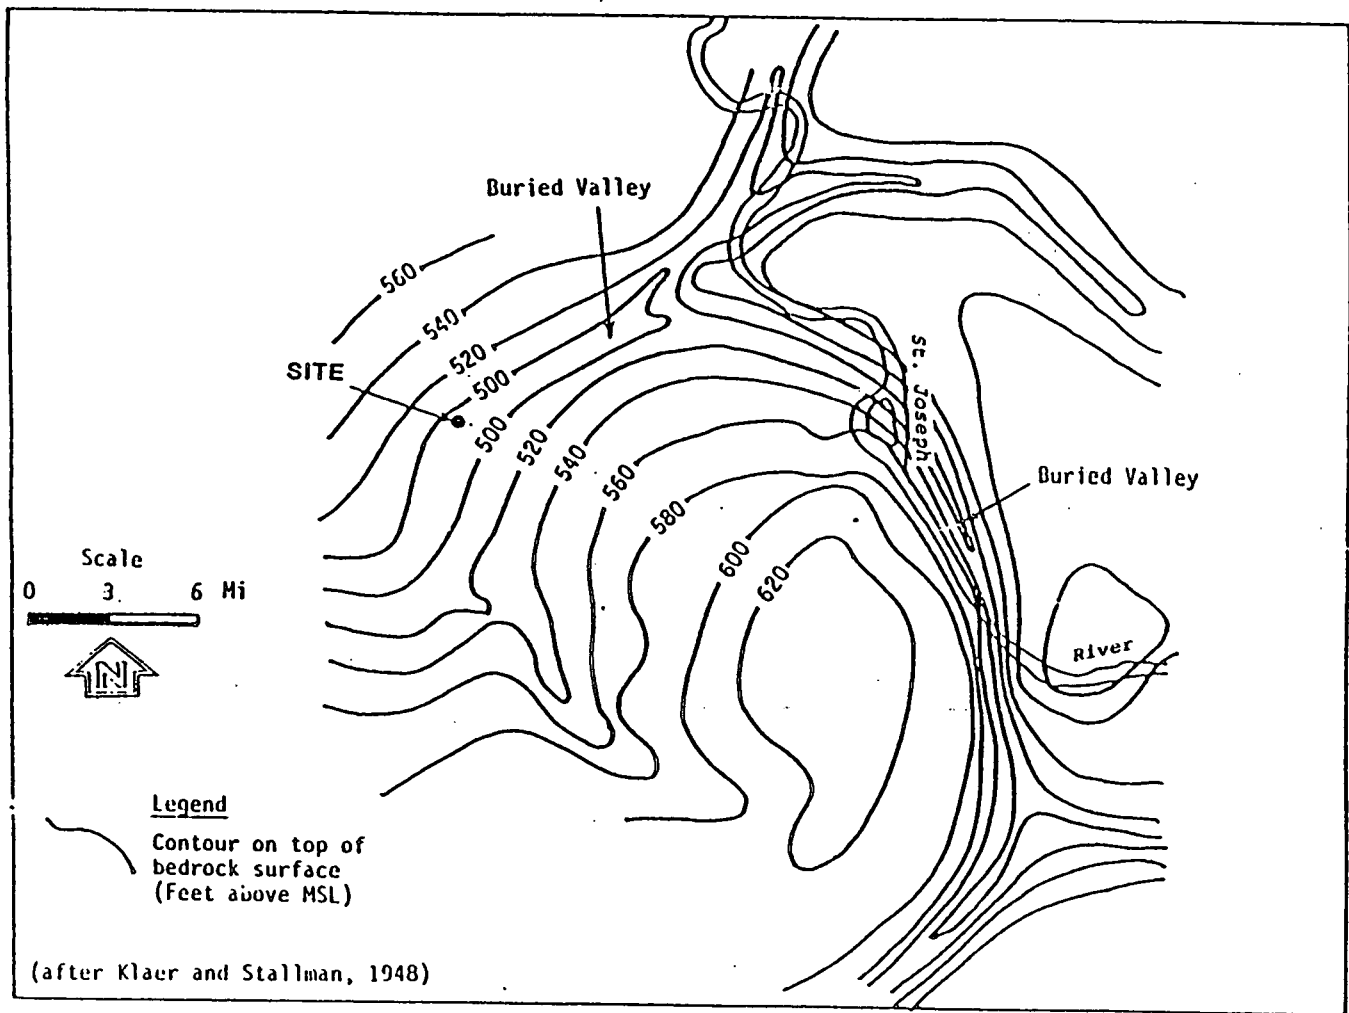 Buried Valley
560
540
520
SITE
500
500
520
540
560
580
600
620
St. Joseph
Buried Valley
River
Scale
0 3 6 Mi
N
Legend
Contour on top of
bedrock surface
(Feet above MSL)
(after Klaer and Stallman, 1948)